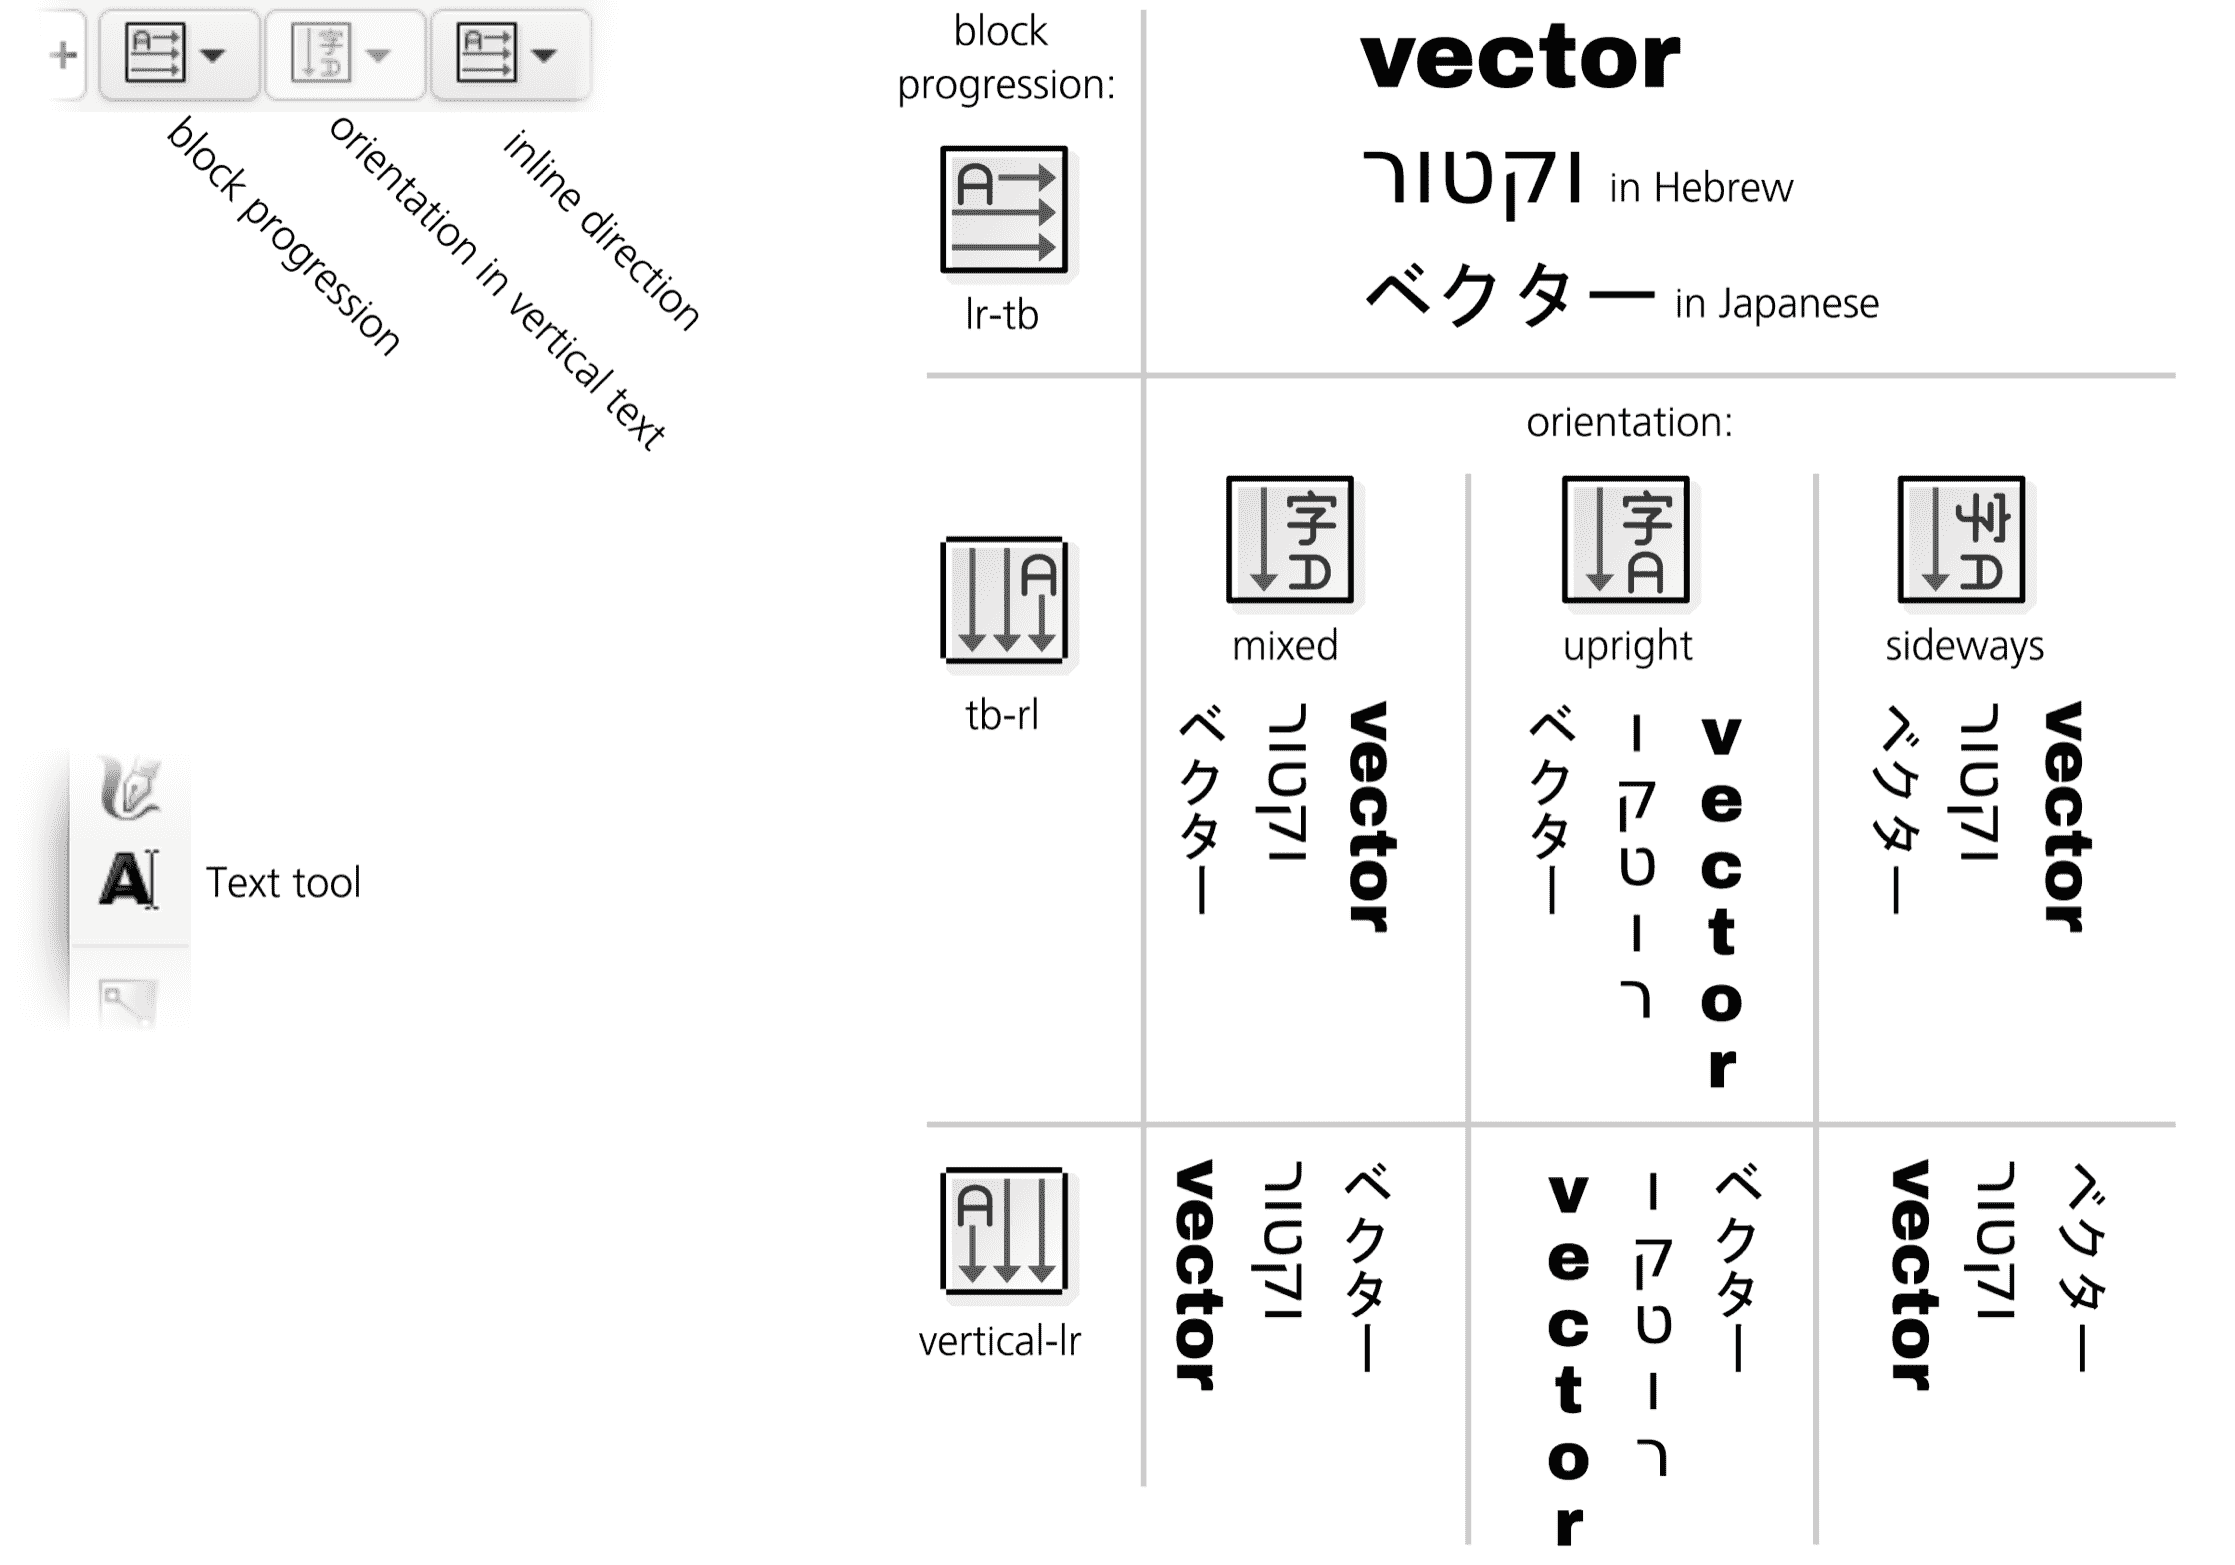 block progression
orientation in vertical text
inline direction
Text tool
block
progression:
lr-tb
vector
וקטור in Hebrew
ベクター in Japanese
orientation:
tb-rl
mixed
upright
sideways
ベクター
וקטור
vector
ベクター
וקטור
vector
ベクター
וקטור
vector
vertical-lr
vector
וקטור
ベクター
vector
וקטור
ベクター
vector
וקטור
ベクター